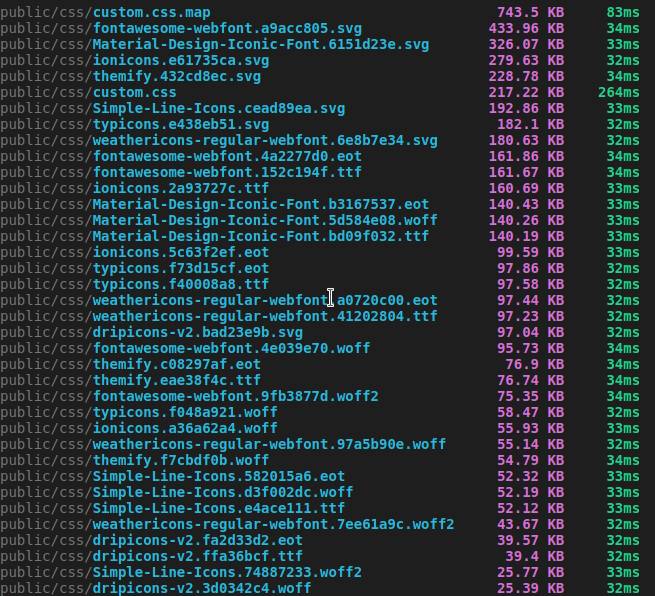 public/css/custom.css.map 743.5 KB 83ms
public/css/fontawesome-webfont.a9acc805.svg 433.96 KB 34ms
public/css/Material-Design-Iconic-Font.6151d23e.svg 326.07 KB 33ms
public/css/ionicons.e61735ca.svg 279.63 KB 32ms
public/css/themify.432cd8ec.svg 228.78 KB 34ms
public/css/custom.css 217.22 KB 264ms
public/css/Simple-Line-Icons.cead89ea.svg 192.86 KB 33ms
public/css/typicons.e438eb51.svg 182.1 KB 32ms
public/css/weathericons-regular-webfont.6e8b7e34.svg 180.63 KB 32ms
public/css/fontawesome-webfont.4a2277d0.eot 161.86 KB 34ms
public/css/fontawesome-webfont.152c194f.ttf 161.67 KB 34ms
public/css/ionicons.2a93727c.ttf 160.69 KB 33ms
public/css/Material-Design-Iconic-Font.b3167537.eot 140.43 KB 33ms
public/css/Material-Design-Iconic-Font.5d584e08.woff 140.26 KB 33ms
public/css/Material-Design-Iconic-Font.bd09f032.ttf 140.19 KB 33ms
public/css/ionicons.5c63f2ef.eot 99.59 KB 33ms
public/css/typicons.f73d15cf.eot 97.86 KB 32ms
public/css/typicons.f40008a8.ttf 97.58 KB 32ms
public/css/weathericons-regular-webfont.a0720c00.eot 97.44 KB 32ms
public/css/weathericons-regular-webfont.41202804.ttf 97.23 KB 32ms
public/css/dripicons-v2.bad23e9b.svg 97.04 KB 32ms
public/css/fontawesome-webfont.4e039e70.woff 95.73 KB 34ms
public/css/themify.c08297af.eot 76.9 KB 34ms
public/css/themify.eae38f4c.ttf 76.74 KB 34ms
public/css/fontawesome-webfont.9fb3877d.woff2 75.35 KB 34ms
public/css/typicons.f048a921.woff 58.47 KB 32ms
public/css/ionicons.a36a62a4.woff 55.93 KB 33ms
public/css/weathericons-regular-webfont.97a5b90e.woff 55.14 KB 32ms
public/css/themify.f7cbdf0b.woff 54.79 KB 34ms
public/css/Simple-Line-Icons.582015a6.eot 52.32 KB 33ms
public/css/Simple-Line-Icons.d3f002dc.woff 52.19 KB 33ms
public/css/Simple-Line-Icons.e4ace111.ttf 52.12 KB 33ms
public/css/weathericons-regular-webfont.7ee61a9c.woff2 43.67 KB 32ms
public/css/dripicons-v2.fa2d33d2.eot 39.57 KB 32ms
public/css/dripicons-v2.ffa36bcf.ttf 39.4 KB 32ms
public/css/Simple-Line-Icons.74887233.woff2 25.77 KB 33ms
public/css/dripicons-v2.3d0342c4.woff 25.39 KB 32ms